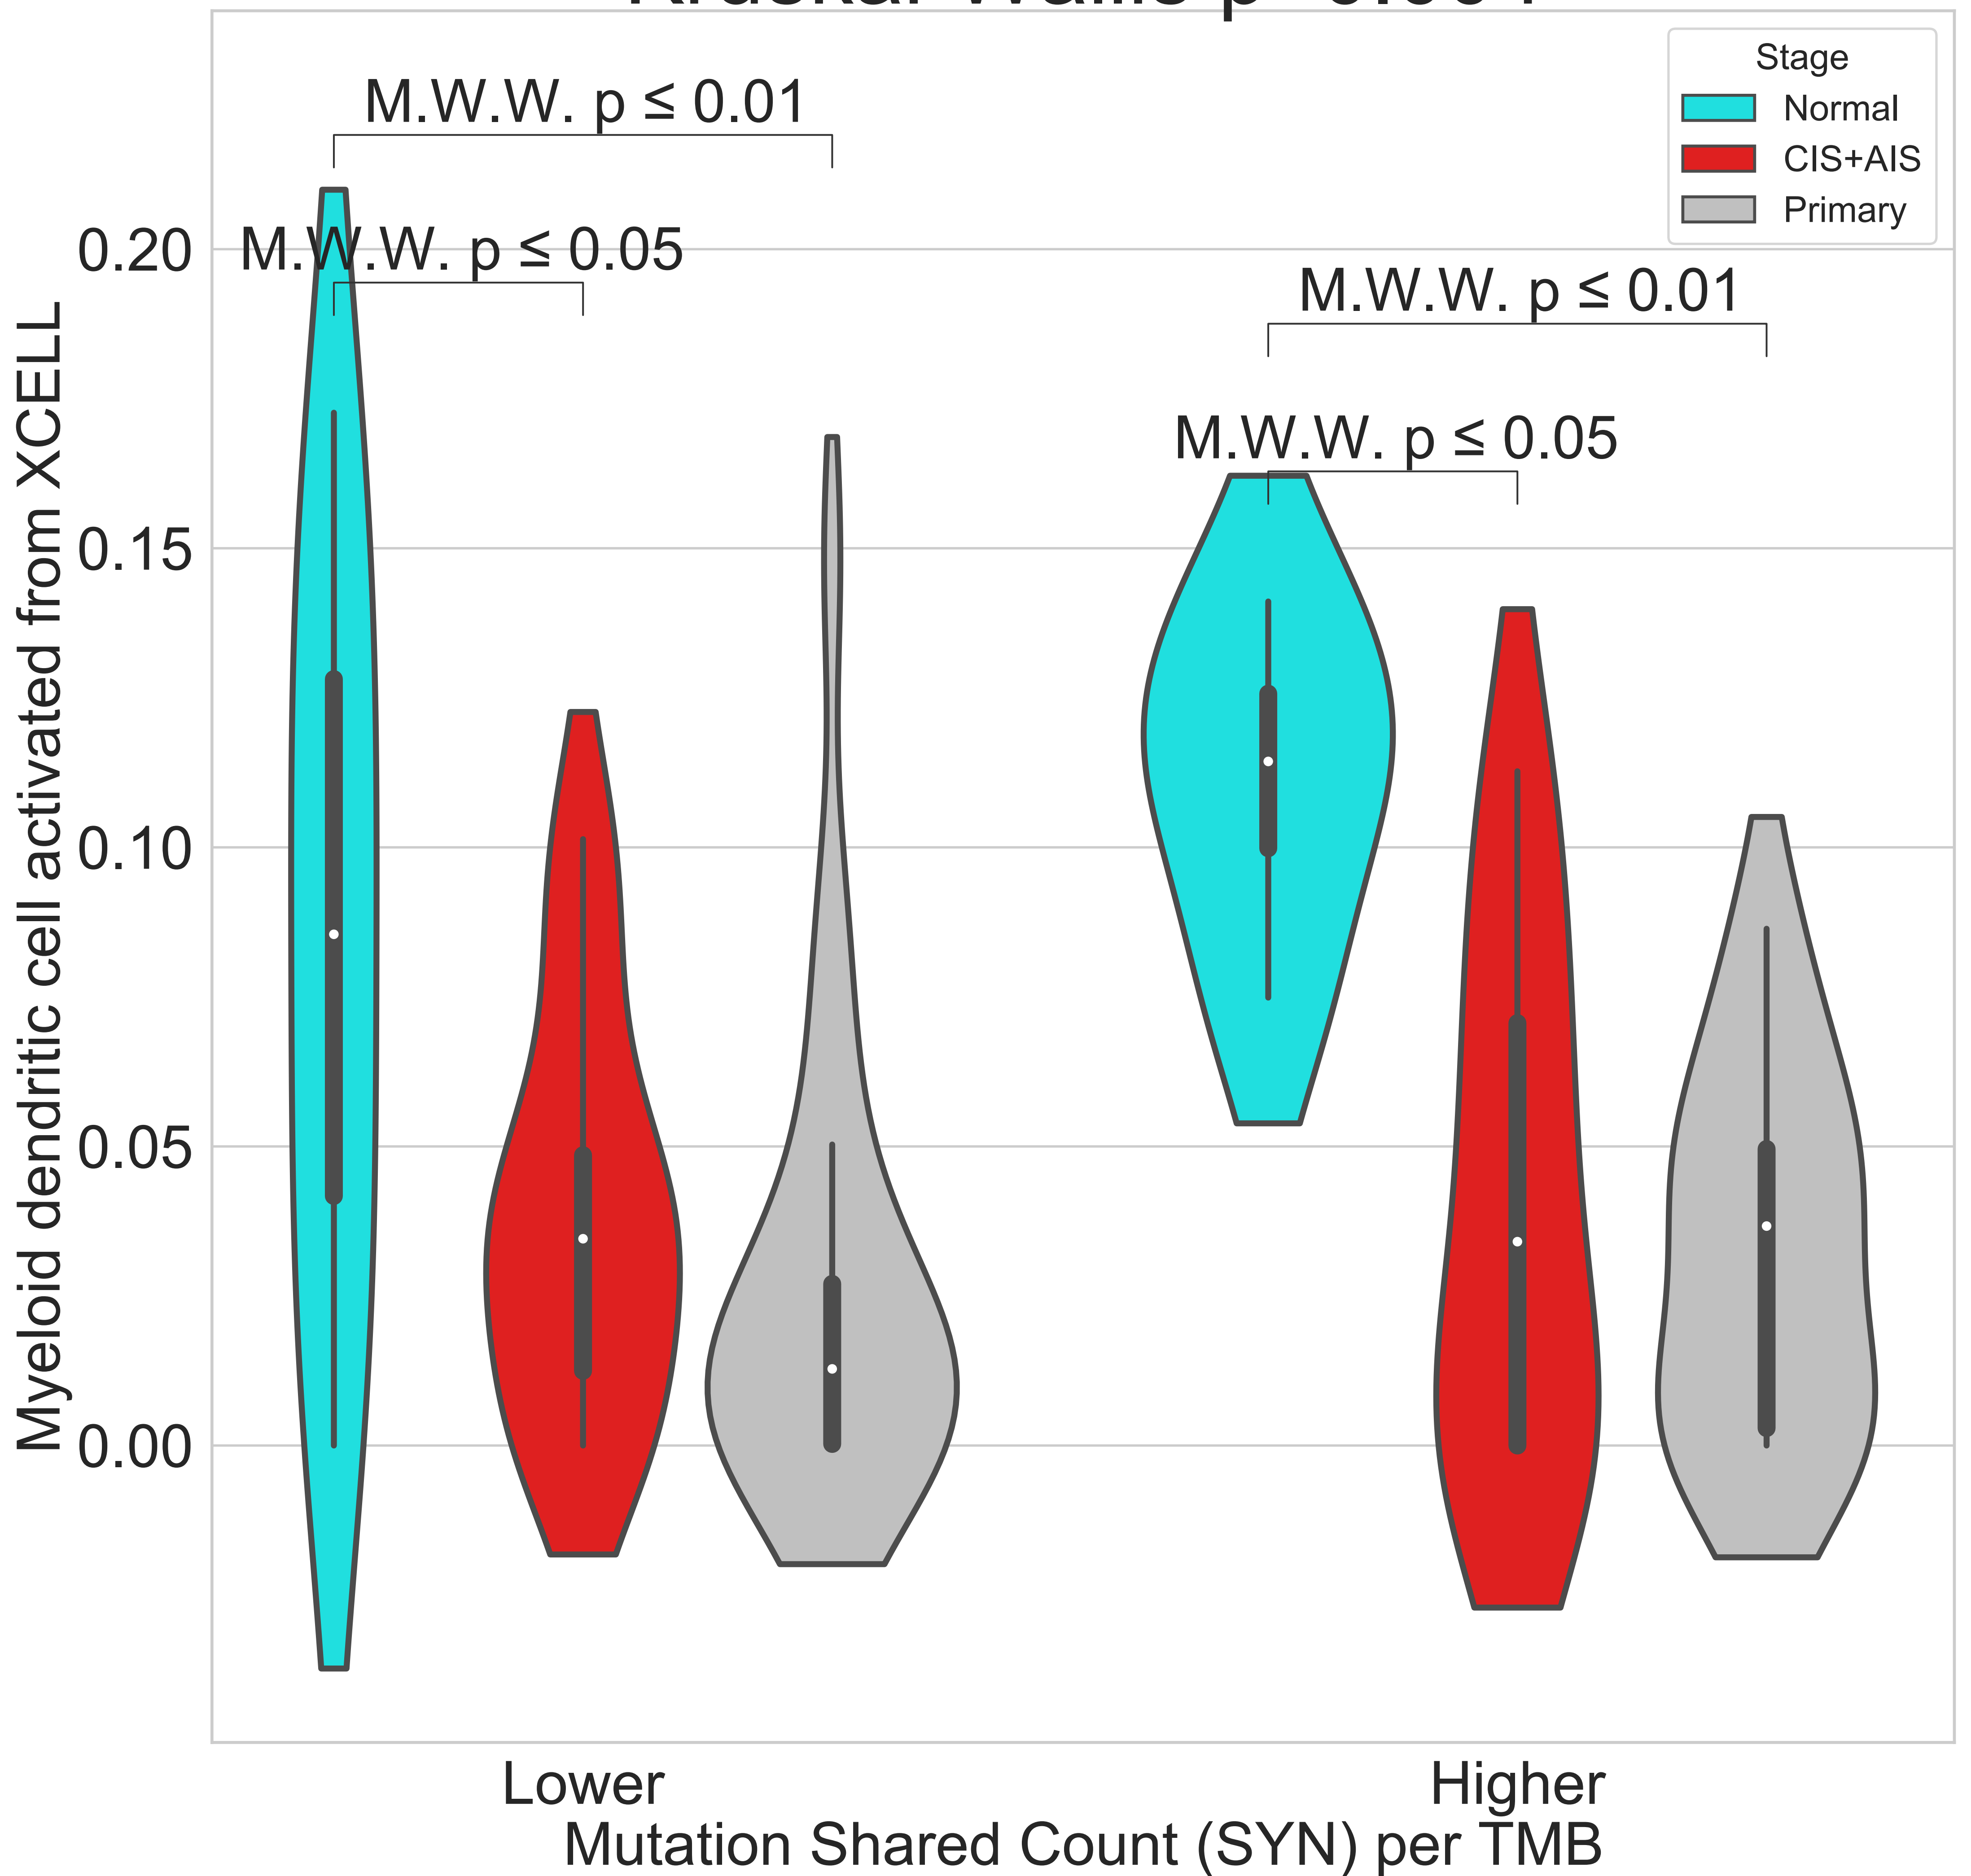 Stage
Normal
CIS+AIS
Primary
M.W.W. p ≤ 0.01
M.W.W. p ≤ 0.05
M.W.W. p ≤ 0.01
M.W.W. p ≤ 0.05
Myeloid dendritic cell activated from XCELL
0.20
0.15
0.10
0.05
0.00
Lower
Higher
Mutation Shared Count (SYN) per TMB